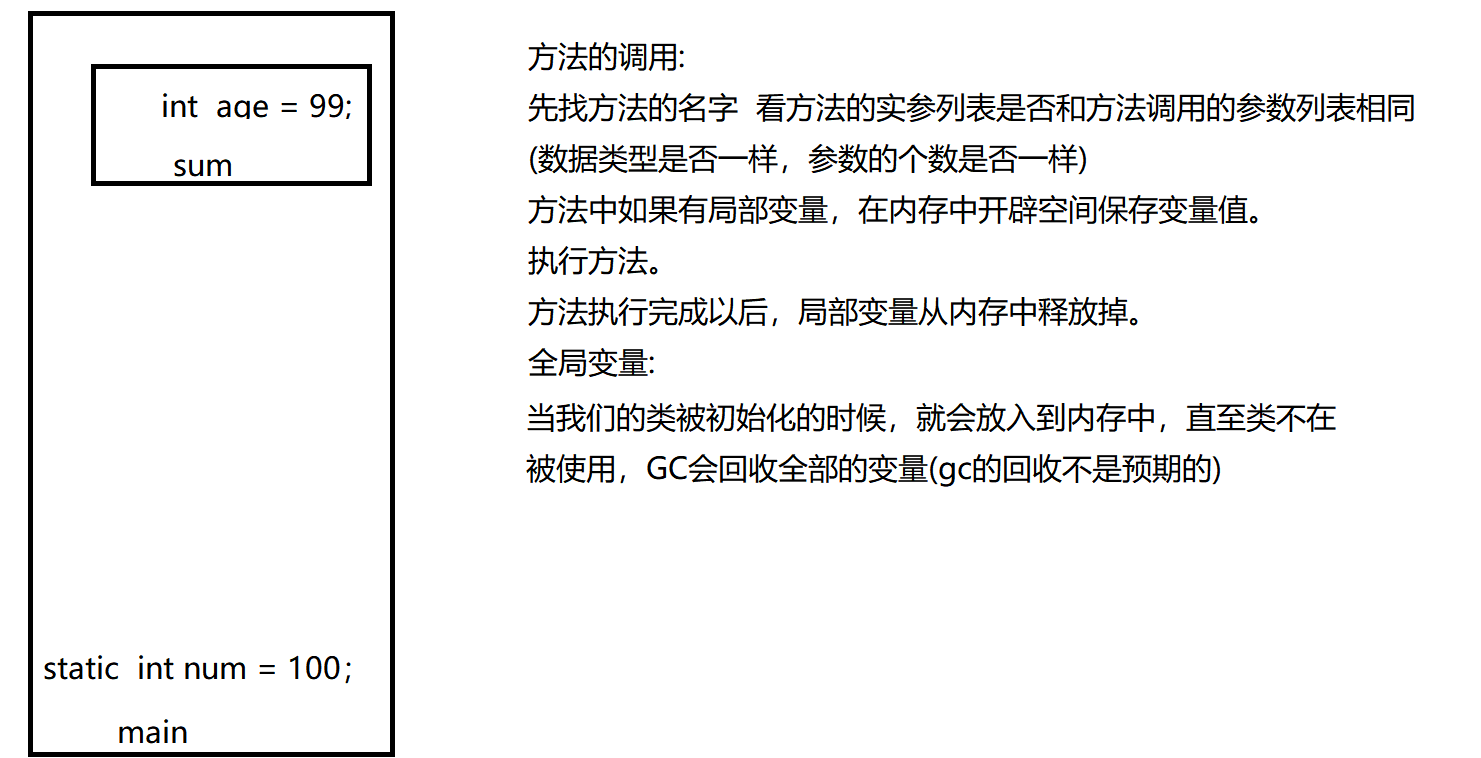 int age = 99;
sum
static int num = 100；
main
方法的调用:
先找方法的名字 看方法的实参列表是否和方法调用的参数列表相同
(数据类型是否一样，参数的个数是否一样)
方法中如果有局部变量，在内存中开辟空间保存变量值。
执行方法。
方法执行完成以后，局部变量从内存中释放掉。
全局变量:
当我们的类被初始化的时候，就会放入到内存中，直至类不在
被使用，GC会回收全部的变量(gc的回收不是预期的)